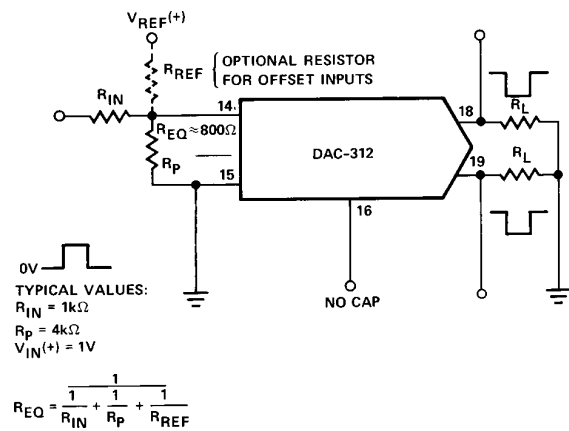 VREF(+)
RREF { OPTIONAL RESISTOR
FOR OFFSET INPUTS
RIN
14
REQ ≈ 800Ω
RP
15
DAC-312
16
18
RL
19
RL
NO CAP
0V
TYPICAL VALUES:
RIN = 1kΩ
RP = 4kΩ
VIN(+) = 1V
REQ = 1 / (1/RIN + 1/RP + 1/RREF)